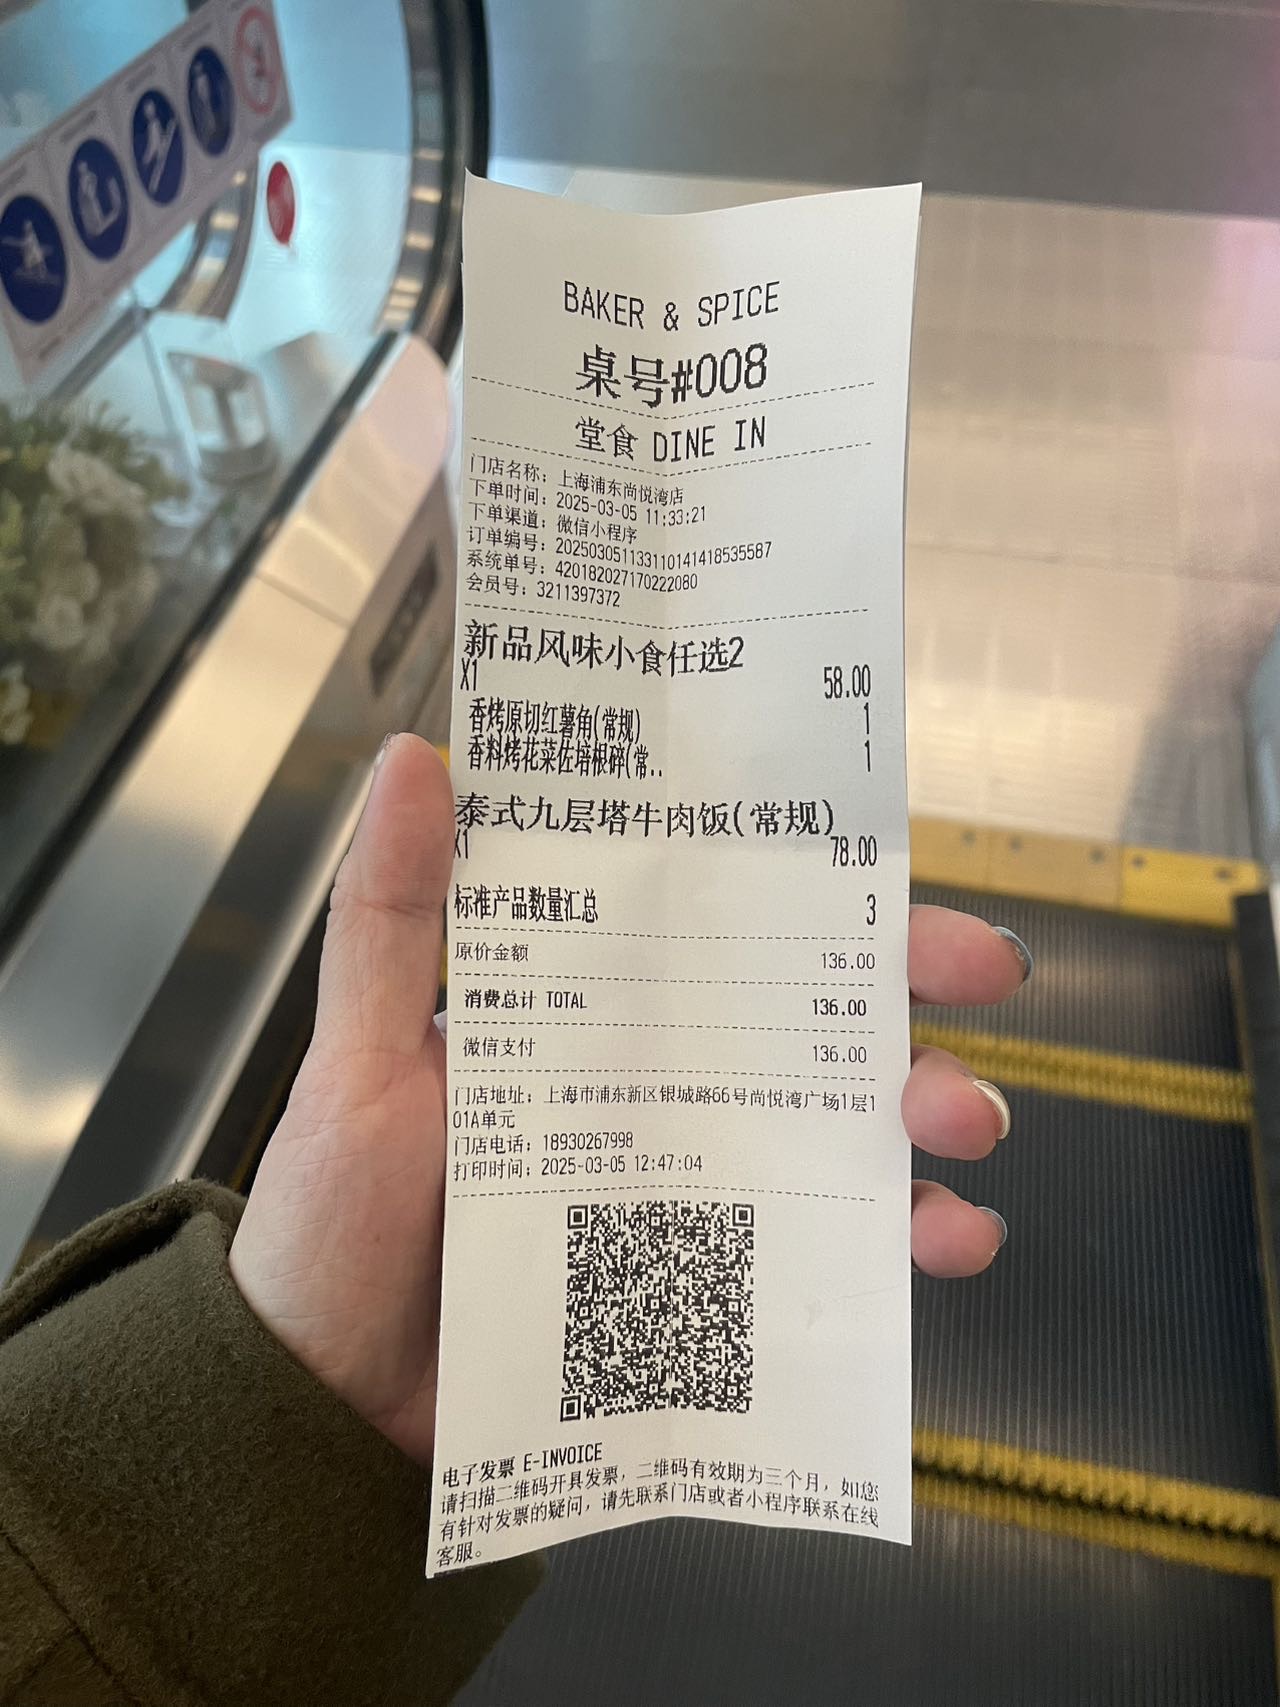 BAKER & SPICE
桌号#008
堂食 DINE IN
门店名称：上海浦东尚悦湾店
下单时间：2025-03-05 11:33:21
下单渠道：微信小程序
订单编号：20250305113311014141853558​7
系统单号：420182027170222080
会员号：3211397372
新品风味小食任选2
X1 58.00
香烤原切红薯角(常规) 1
香料烤花菜佐培根碎(常.. 1
泰式九层塔牛肉饭(常规)
X1 78.00
标准产品数量汇总 3
原价金额 136.00
消费总计 TOTAL 136.00
微信支付 136.00
门店地址：上海市浦东新区银城路66号尚悦湾广场1层1
01A单元
门店电话：18930267998
打印时间：2025-03-05 12:47:04
电子发票 E-INVOICE
请扫描二维码开具发票，二维码有效期为三个月，如您
有针对发票的疑问，请先联系门店或者小程序联系在线
客服。